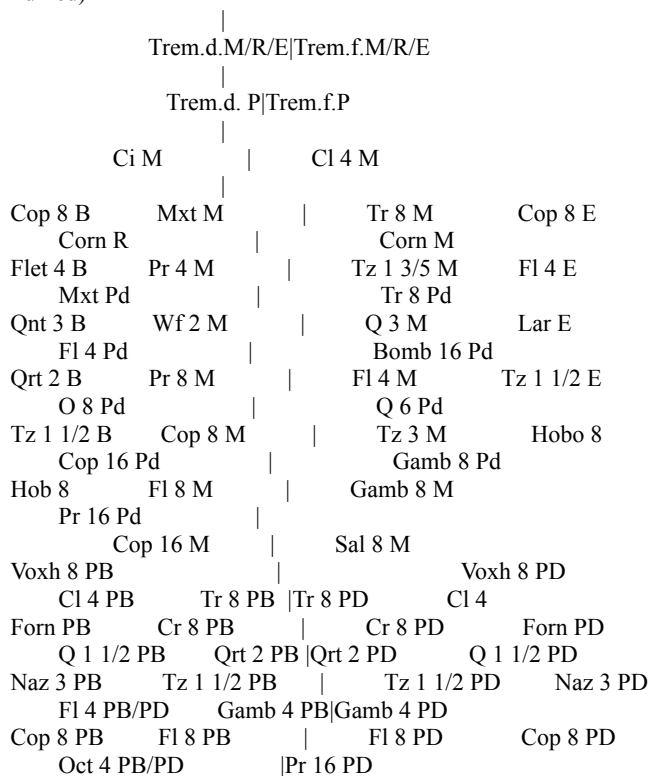 |
Trem.d.M/R/E|Trem.f.M/R/E
|
Trem.d. P|Trem.f.P
|
Ci M | Cl 4 M
|
Cop 8 B Mxt M | Tr 8 M Cop 8 E
Corn R | Corn M
Flet 4 B Pr 4 M | Tz 1 3/5 M Fl 4 E
Mxt Pd | Tr 8 Pd
Qnt 3 B Wf 2 M | Q 3 M Lar E
Fl 4 Pd | Bomb 16 Pd
Qrt 2 B Pr 8 M | Fl 4 M Tz 1 1/2 E
O 8 Pd | Q 6 Pd
Tz 1 1/2 B Cop 8 M | Tz 3 M Hobo 8
Cop 16 Pd | Gamb 8 Pd
Hob 8 Fl 8 M | Gamb 8 M
Pr 16 Pd |
Cop 16 M | Sal 8 M
Voxh 8 PB | Voxh 8 PD
Cl 4 PB Tr 8 PB |Tr 8 PD Cl 4
Forn PB Cr 8 PB | Cr 8 PD Forn PD
Q 1 1/2 PB Qrt 2 PB |Qrt 2 PD Q 1 1/2 PD
Naz 3 PB Tz 1 1/2 PB | Tz 1 1/2 PD Naz 3 PD
Fl 4 PB/PD Gamb 4 PB|Gamb 4 PD
Cop 8 PB Fl 8 PB | Fl 8 PD Cop 8 PD
Oct 4 PB/PD |Pr 16 PD